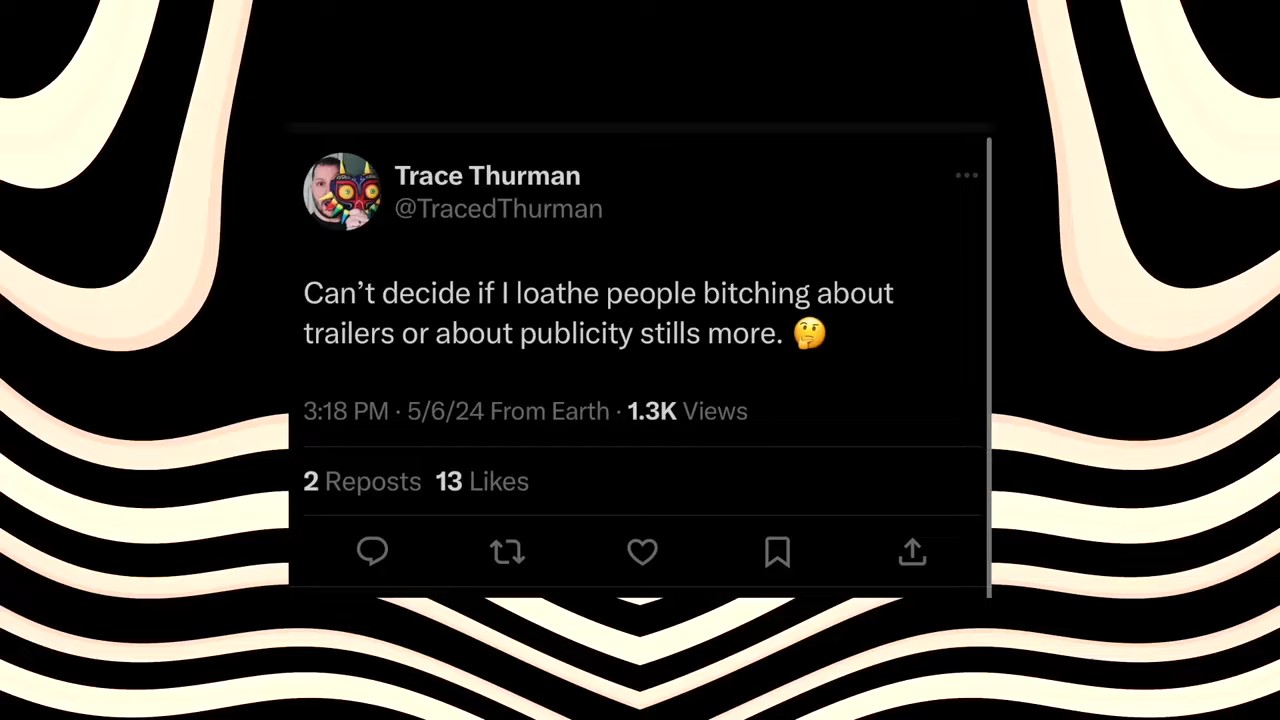 Trace Thurman
@TracedThurman
Can’t decide if I loathe people bitching about
trailers or about publicity stills more. 🤔
3:18 PM · 5/6/24 From Earth · 1.3K Views
2 Reposts 13 Likes